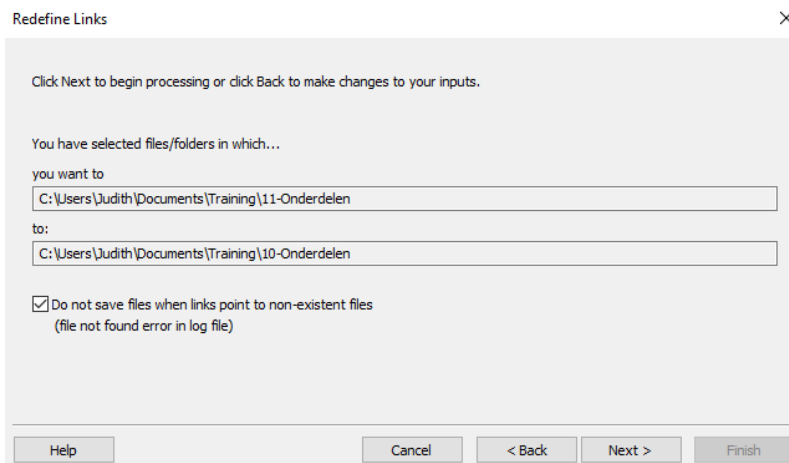 Redefine Links
Click Next to begin processing or click Back to make changes to your inputs.
You have selected files/folders in which...
you want to
C:\Users\Judith\Documents\Training\11-Onderdelen
to:
C:\Users\Judith\Documents\Training\10-Onderdelen
Do not save files when links point to non-existent files
(file not found error in log file)
Help Cancel < Back Next > Finish